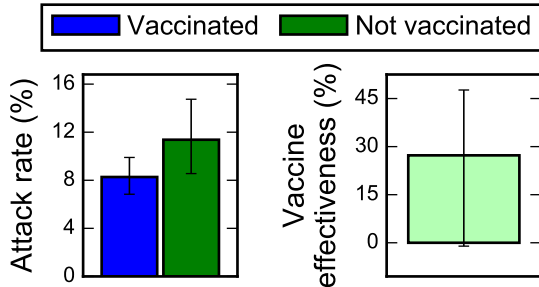 Vaccinated
Not vaccinated
Attack rate (%)
16
12
8
4
0
Vaccine
effectiveness (%)
45
30
15
0